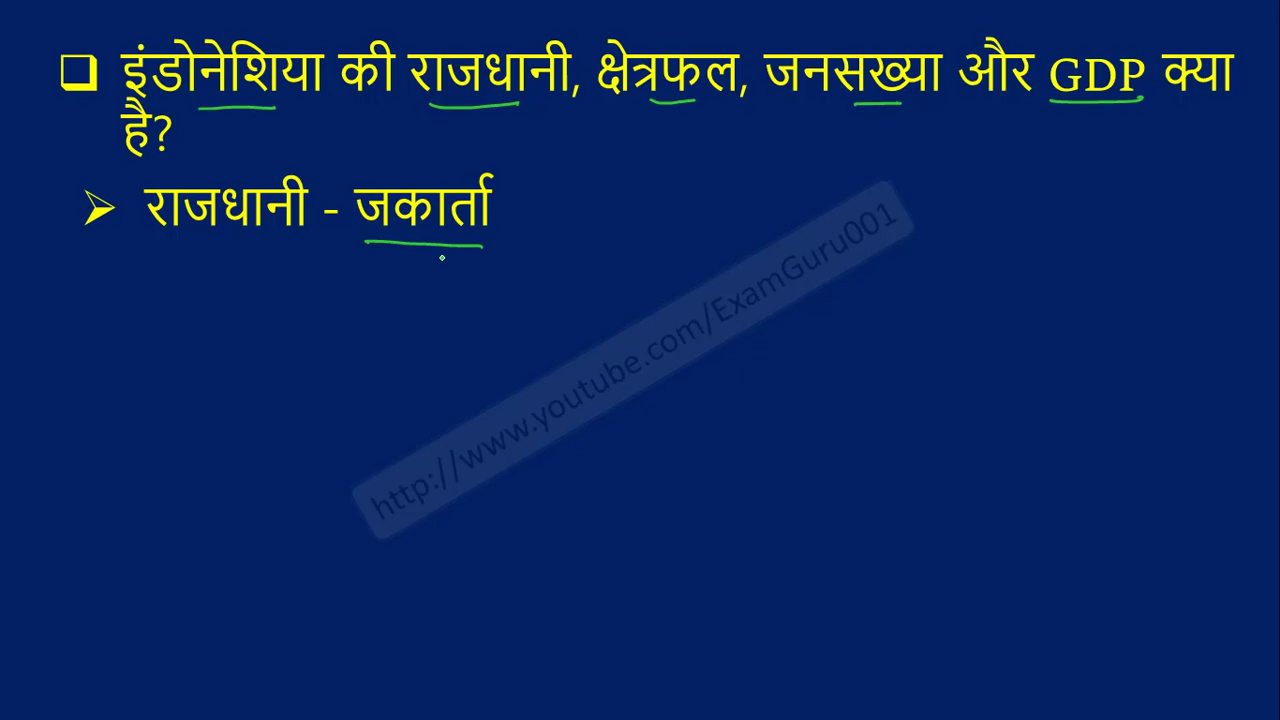 इंडोनेशिया की राजधानी, क्षेत्रफल, जनसख्या और GDP क्या
है?
राजधानी - जकार्ता
http://www.youtube.com/ExamGuru001